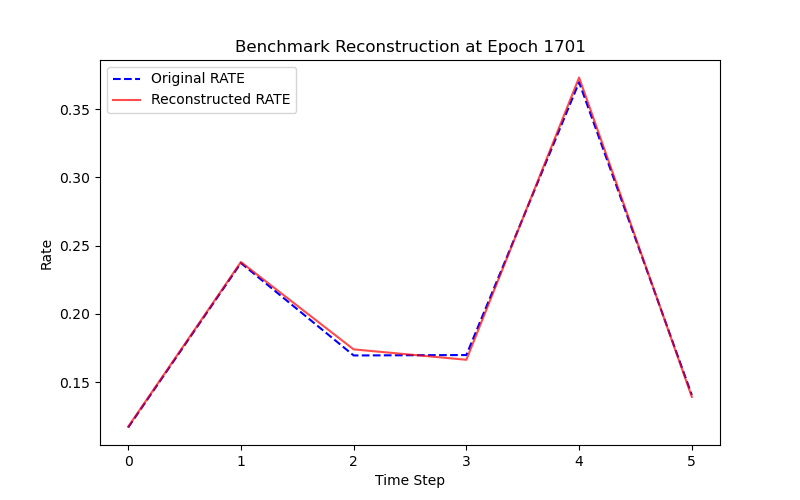 Benchmark Reconstruction at Epoch 1701
Original RATE
Reconstructed RATE
0.35
0.30
0.25
0.20
0.15
Rate
0 1 2 3 4 5
Time Step